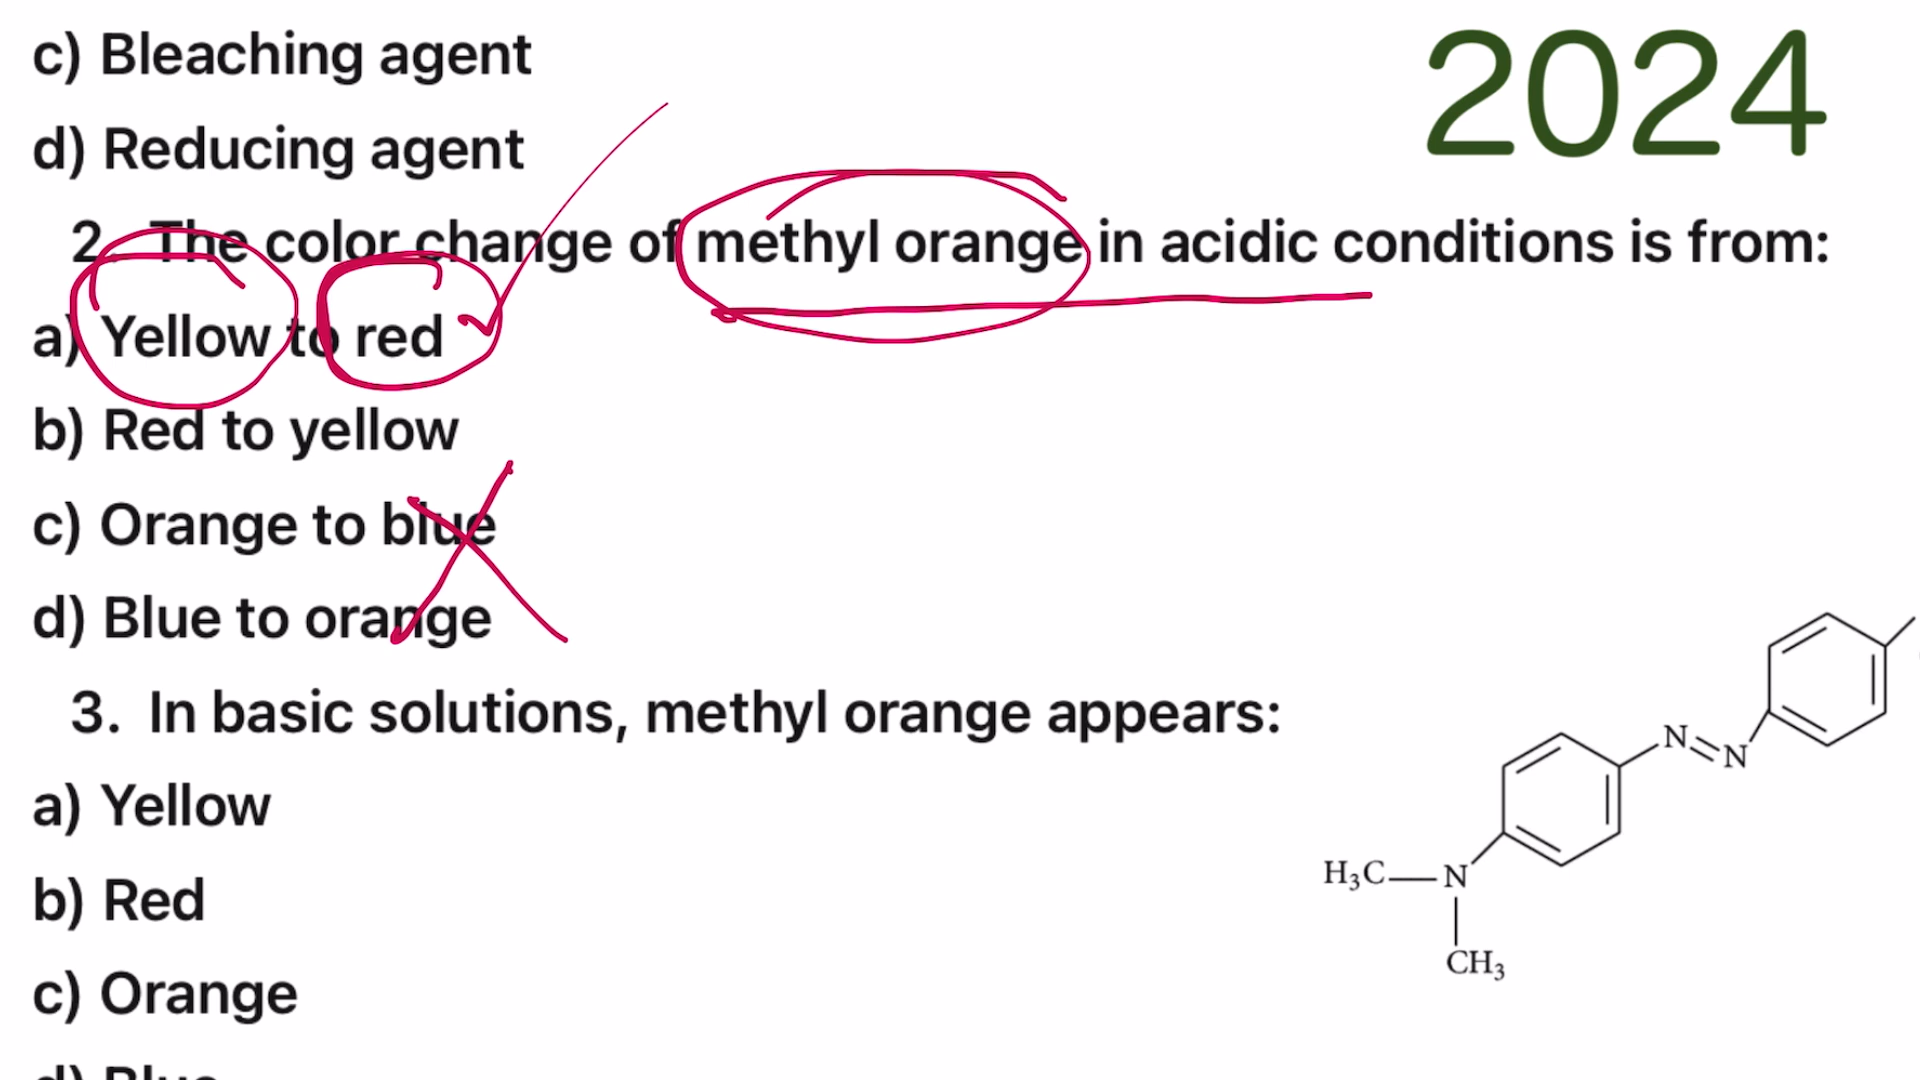 c) Bleaching agent
2024
d) Reducing agent
2. The color change of methyl orange in acidic conditions is from:
a) Yellow to red
b) Red to yellow
c) Orange to blue
d) Blue to orange
3. In basic solutions, methyl orange appears:
a) Yellow
b) Red
c) Orange
d) Blue
N
N
H₃C
N
CH₃